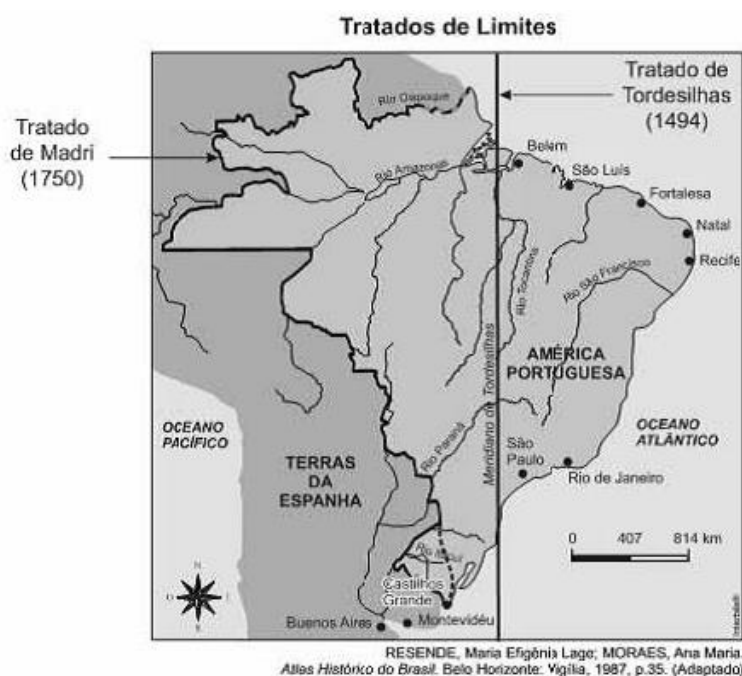 Tratados de Limites
Tratado
de Madri
(1750)
Tratado de
Tordesilhas
(1494)
Rio Oiapoque
Rio Amazonas
Belem
São Luís
Fortalesa
Natal
Recife
Rio São Francisco
Rio Tocantins
Meridiano de Tordesilhas
AMÉRICA
PORTUGUESA
OCEANO
PACÍFICO
OCEANO
ATLÂNTICO
TERRAS
DA
ESPANHA
Rio Paraná
São
Paulo
Rio de Janeiro
0 407 814 km
Rio
Castilhos
Grande
Buenos Aires
Montevidéu
N
O E
RESENDE, Maria Efigênia Lage; MORAES, Ana Maria.
Atlas Histórico do Brasil. Belo Horizonte: Vigília, 1987, p.35. (Adaptado)